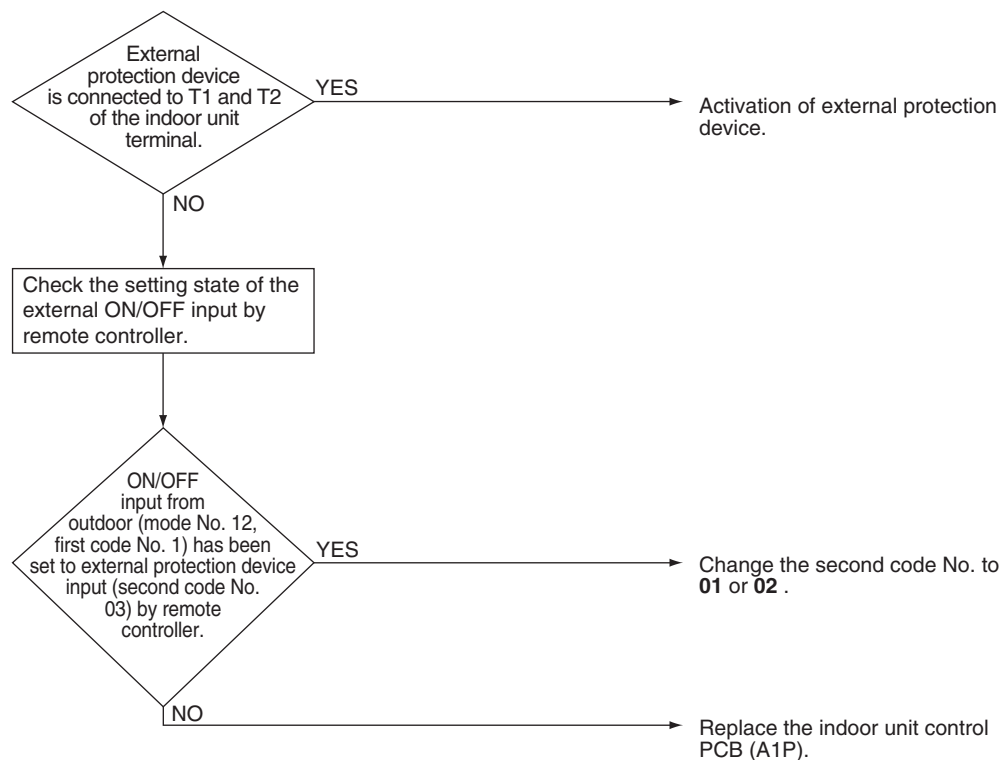 External
protection device
is connected to T1 and T2
of the indoor unit
terminal.
YES
Activation of external protection
device.
NO
Check the setting state of the
external ON/OFF input by
remote controller.
ON/OFF
input from
outdoor (mode No. 12,
first code No. 1) has been
set to external protection device
input (second code No.
03) by remote
controller.
YES
Change the second code No. to
01 or 02 .
NO
Replace the indoor unit control
PCB (A1P).